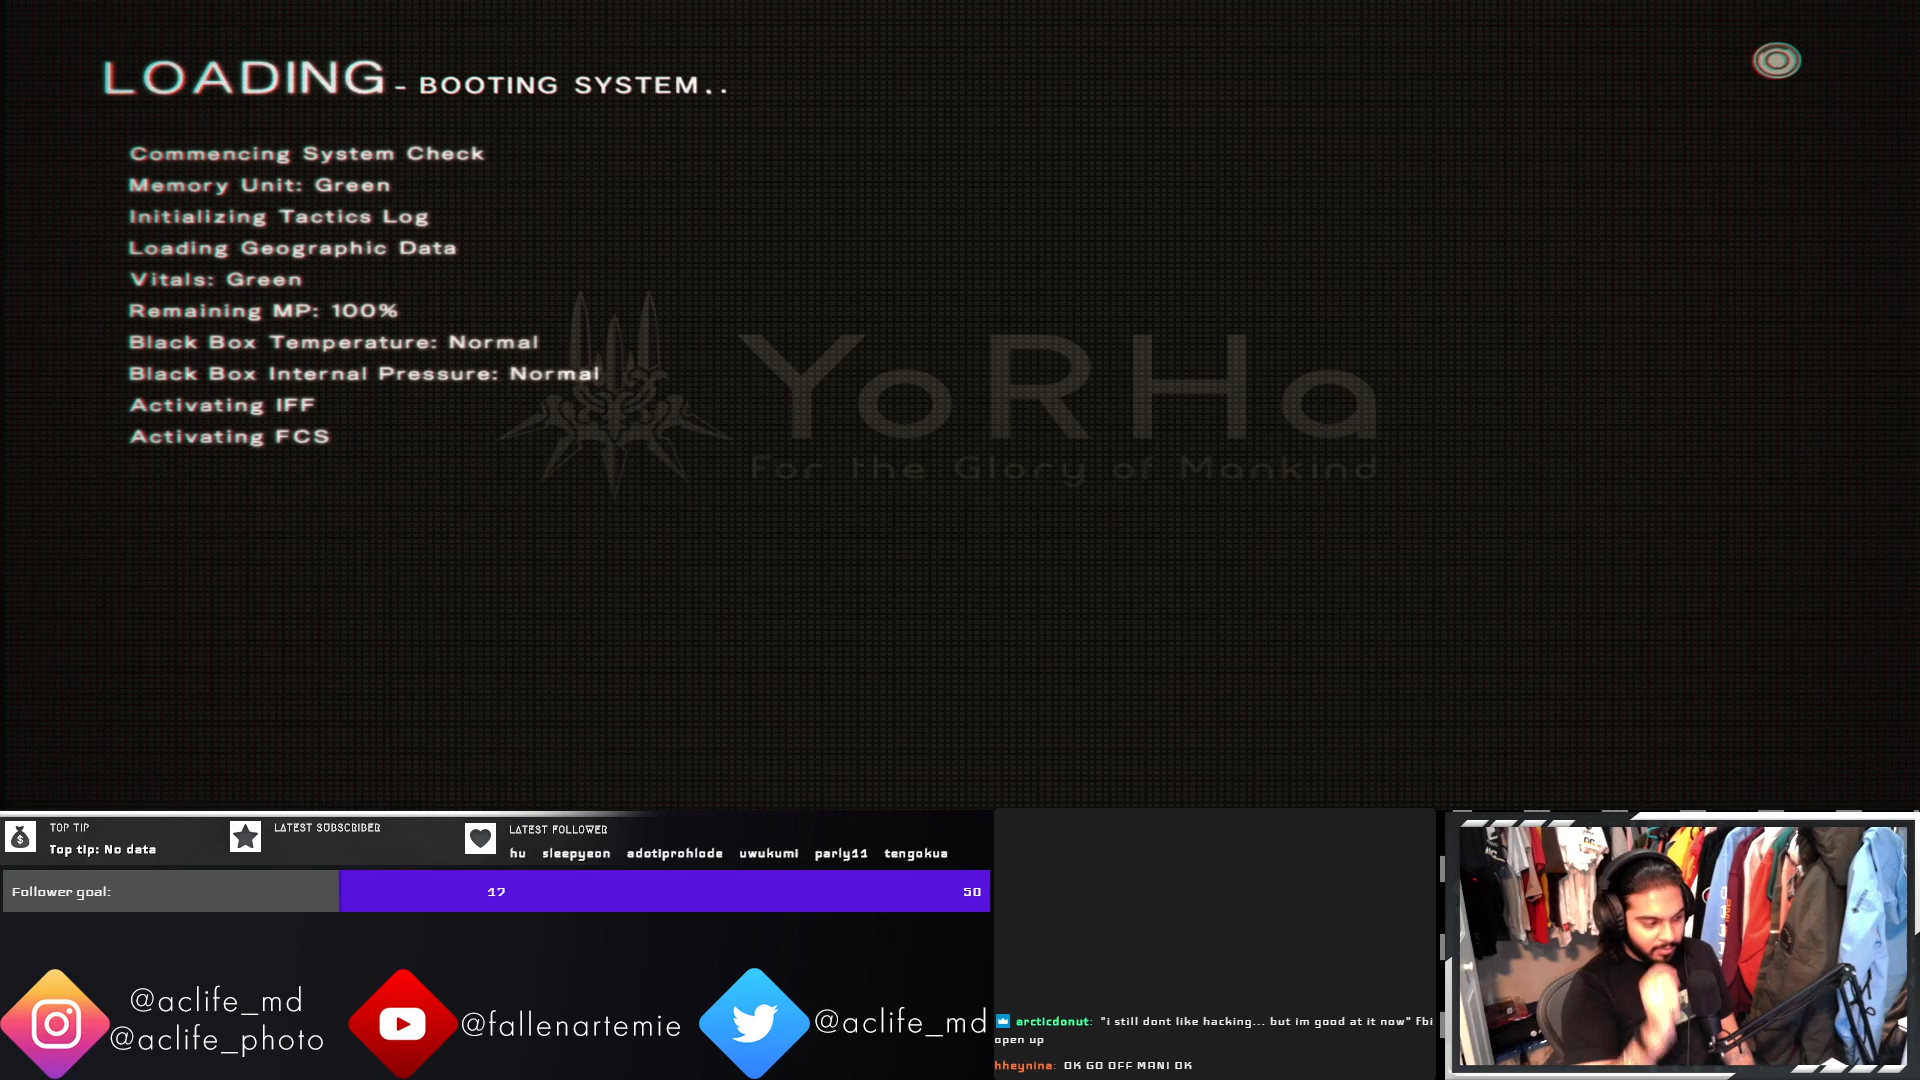 LOADING - BOOTING SYSTEM..
Commencing System Check
Memory Unit: Green
Initializing Tactics Log
Loading Geographic Data
Vitals: Green
Remaining MP: 100%
Black Box Temperature: Normal
Black Box Internal Pressure: Normal
Activating IFF
Activating FCS
YoRHa
For the Glory of Mankind
TOP TIP
Top tip: No data
LATEST SUBSCRIBER
LATEST FOLLOWER
hu sleepyeon adotiprohlode uwukumi parly11 tengokua
Follower goal: 17 50
@aclife_md
@aclife_photo
@fallenartemie
@aclife_md
arcticdonut: "i still dont like hacking... but im good at it now" Fbi
open up
hheynina: OK GO OFF MANI OK